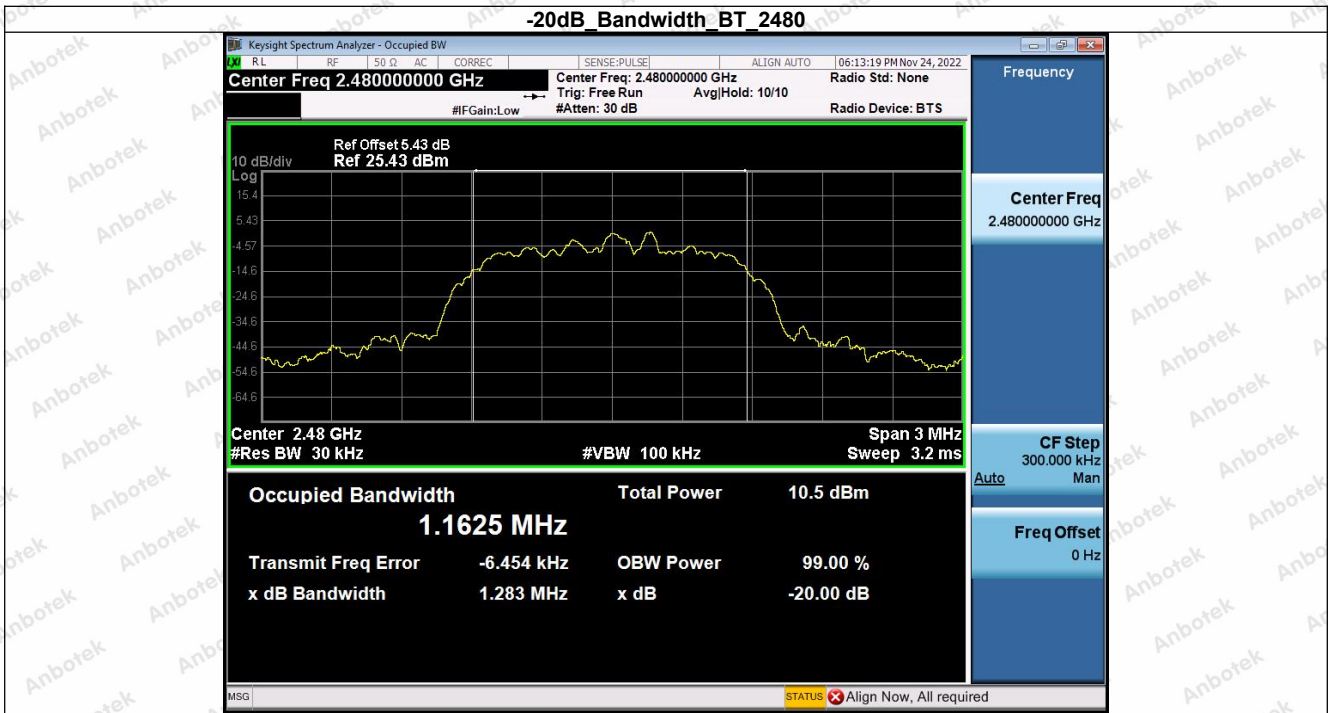 -20dB_Bandwidth_BT_2480
Keysight Spectrum Analyzer - Occupied BW
LXI RL RF 50 Ω AC CORREC SENSE:PULSE ALIGN AUTO 06:13:19 PM Nov 24, 2022
Center Freq 2.480000000 GHz
Center Freq: 2.480000000 GHz Radio Std: None
Trig: Free Run Avg|Hold: 10/10
#IFGain:Low #Atten: 30 dB Radio Device: BTS
Frequency
Ref Offset 5.43 dB
10 dB/div Ref 25.43 dBm
Log
15.4
5.43
-4.57
-14.6
-24.6
-34.6
-44.6
-54.6
-64.6
Center Freq
2.480000000 GHz
Center 2.48 GHz Span 3 MHz
#Res BW 30 kHz #VBW 100 kHz Sweep 3.2 ms
CF Step
300.000 kHz
Auto Man
Occupied Bandwidth Total Power 10.5 dBm
1.1625 MHz
Transmit Freq Error -6.454 kHz OBW Power 99.00 %
x dB Bandwidth 1.283 MHz x dB -20.00 dB
Freq Offset
0 Hz
MSG STATUS Align Now, All required
Anbotek